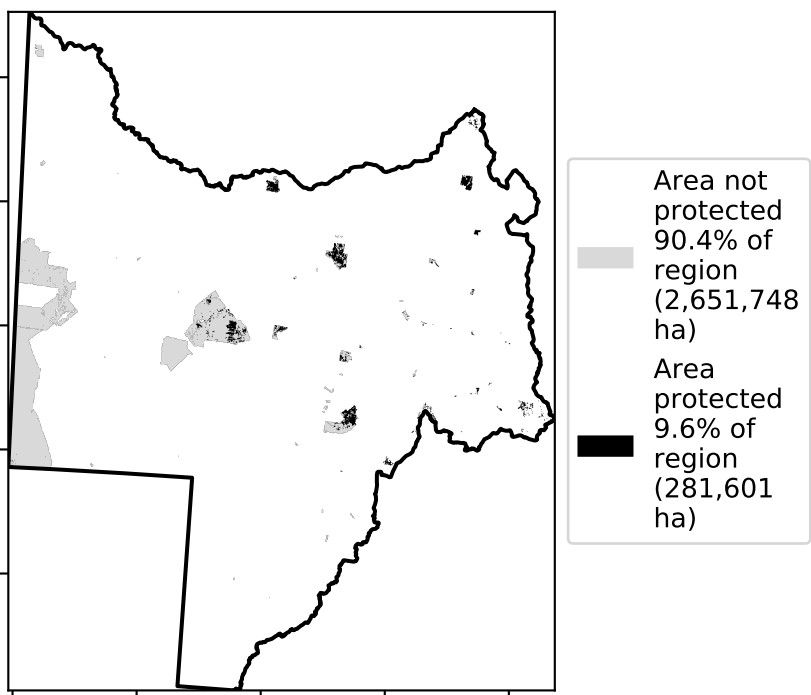 Area not
protected
90.4% of
region
(2,651,748
ha)
Area
protected
9.6% of
region
(281,601
ha)